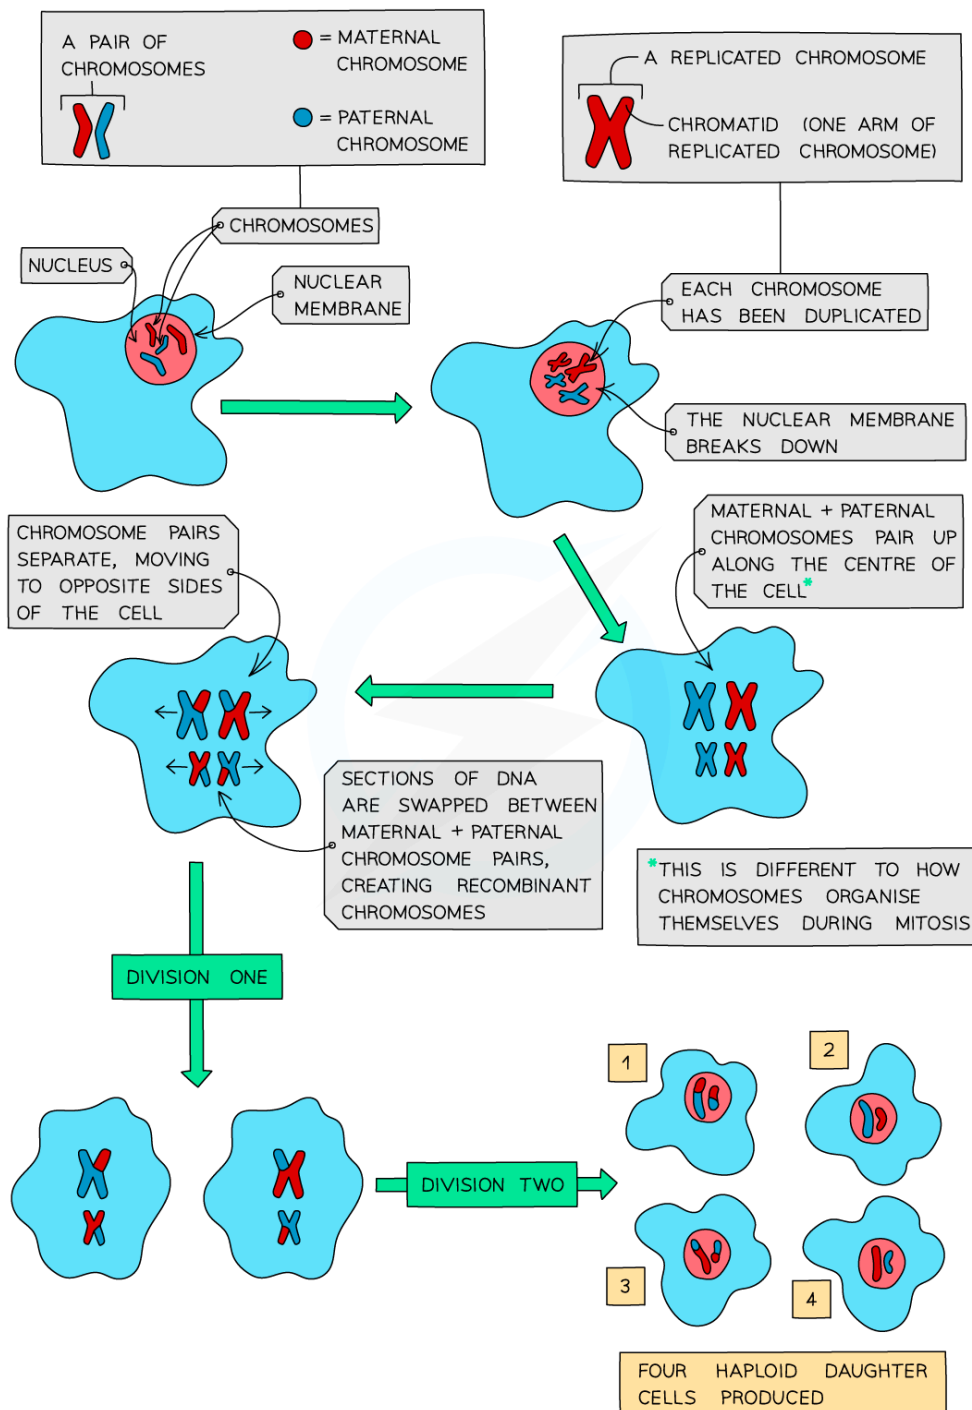 A PAIR OF
CHROMOSOMES
= MATERNAL
CHROMOSOME
= PATERNAL
CHROMOSOME
A REPLICATED CHROMOSOME
CHROMATID (ONE ARM OF
REPLICATED CHROMOSOME)
CHROMOSOMES
NUCLEUS
NUCLEAR
MEMBRANE
EACH CHROMOSOME
HAS BEEN DUPLICATED
THE NUCLEAR MEMBRANE
BREAKS DOWN
MATERNAL + PATERNAL
CHROMOSOMES PAIR UP
ALONG THE CENTRE OF
THE CELL*
CHROMOSOME PAIRS
SEPARATE, MOVING
TO OPPOSITE SIDES
OF THE CELL
SECTIONS OF DNA
ARE SWAPPED BETWEEN
MATERNAL + PATERNAL
CHROMOSOME PAIRS,
CREATING RECOMBINANT
CHROMOSOMES
*THIS IS DIFFERENT TO HOW
CHROMOSOMES ORGANISE
THEMSELVES DURING MITOSIS
DIVISION ONE
DIVISION TWO
1
2
3
4
FOUR HAPLOID DAUGHTER
CELLS PRODUCED